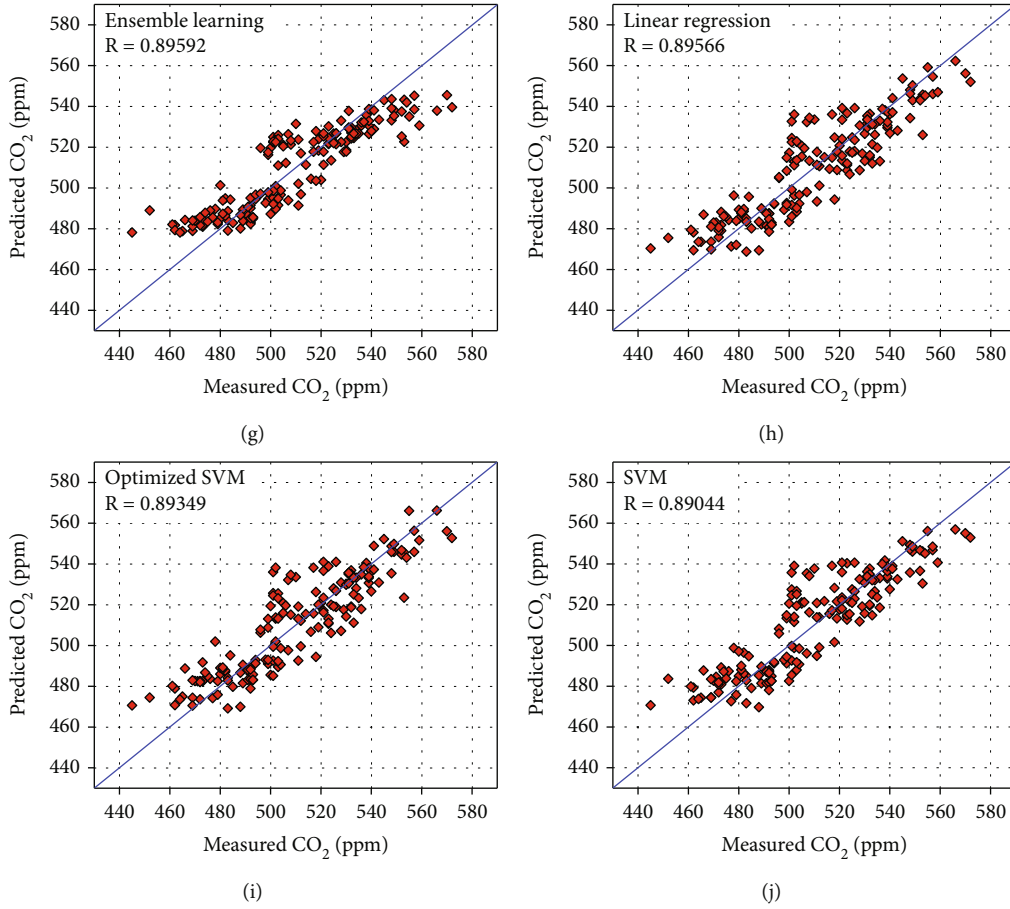 Ensemble learning
R = 0.89592
Predicted CO2 (ppm)
580
560
540
520
500
480
460
440
440 460 480 500 520 540 560 580
Measured CO2 (ppm)
(g)
Linear regression
R = 0.89566
Predicted CO2 (ppm)
580
560
540
520
500
480
460
440
440 460 480 500 520 540 560 580
Measured CO2 (ppm)
(h)
Optimized SVM
R = 0.89349
Predicted CO2 (ppm)
580
560
540
520
500
480
460
440
440 460 480 500 520 540 560 580
Measured CO2 (ppm)
(i)
SVM
R = 0.89044
Predicted CO2 (ppm)
580
560
540
520
500
480
460
440
440 460 480 500 520 540 560 580
Measured CO2 (ppm)
(j)